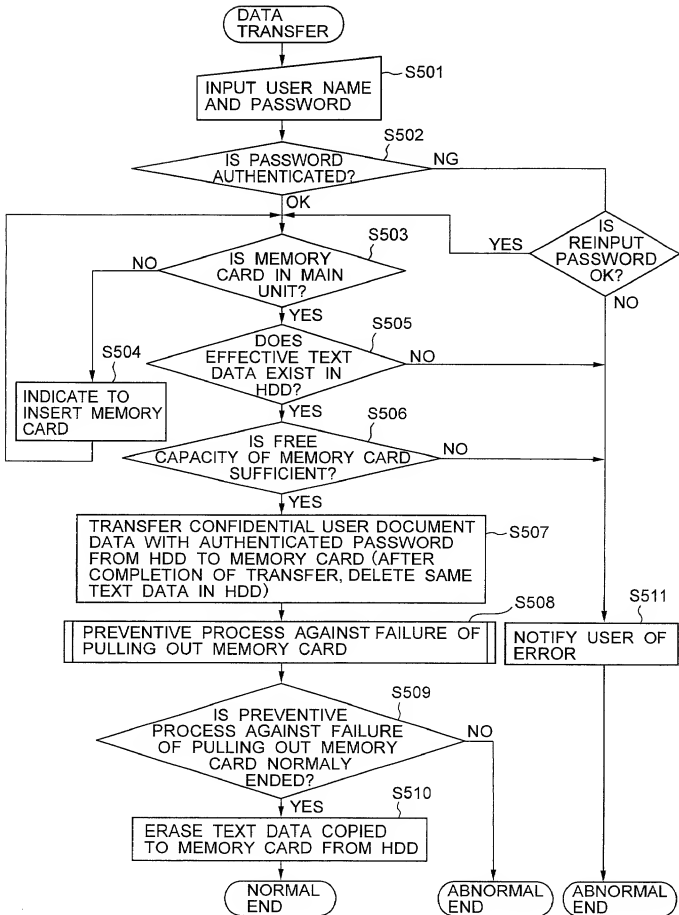 DATA
TRANSFER
S501
INPUT USER NAME
AND PASSWORD
S502
IS PASSWORD
AUTHENTICATED?
NG
OK
IS
REINPUT
PASSWORD
OK?
YES
NO
S503
IS MEMORY
CARD IN MAIN
UNIT?
NO
YES
S504
INDICATE TO
INSERT MEMORY
CARD
S505
DOES
EFFECTIVE TEXT
DATA EXIST IN
HDD?
NO
YES
S506
IS FREE
CAPACITY OF MEMORY CARD
SUFFICIENT?
NO
YES
S507
TRANSFER CONFIDENTIAL USER DOCUMENT
DATA WITH AUTHENTICATED PASSWORD
FROM HDD TO MEMORY CARD (AFTER
COMPLETION OF TRANSFER, DELETE SAME
TEXT DATA IN HDD)
S508
PREVENTIVE PROCESS AGAINST FAILURE OF
PULLING OUT MEMORY CARD
S511
NOTIFY USER OF
ERROR
S509
IS PREVENTIVE
PROCESS AGAINST FAILURE
OF PULLING OUT MEMORY
CARD NORMALY
ENDED?
NO
YES
S510
ERASE TEXT DATA COPIED
TO MEMORY CARD FROM HDD
NORMAL
END
ABNORMAL
END
ABNORMAL
END